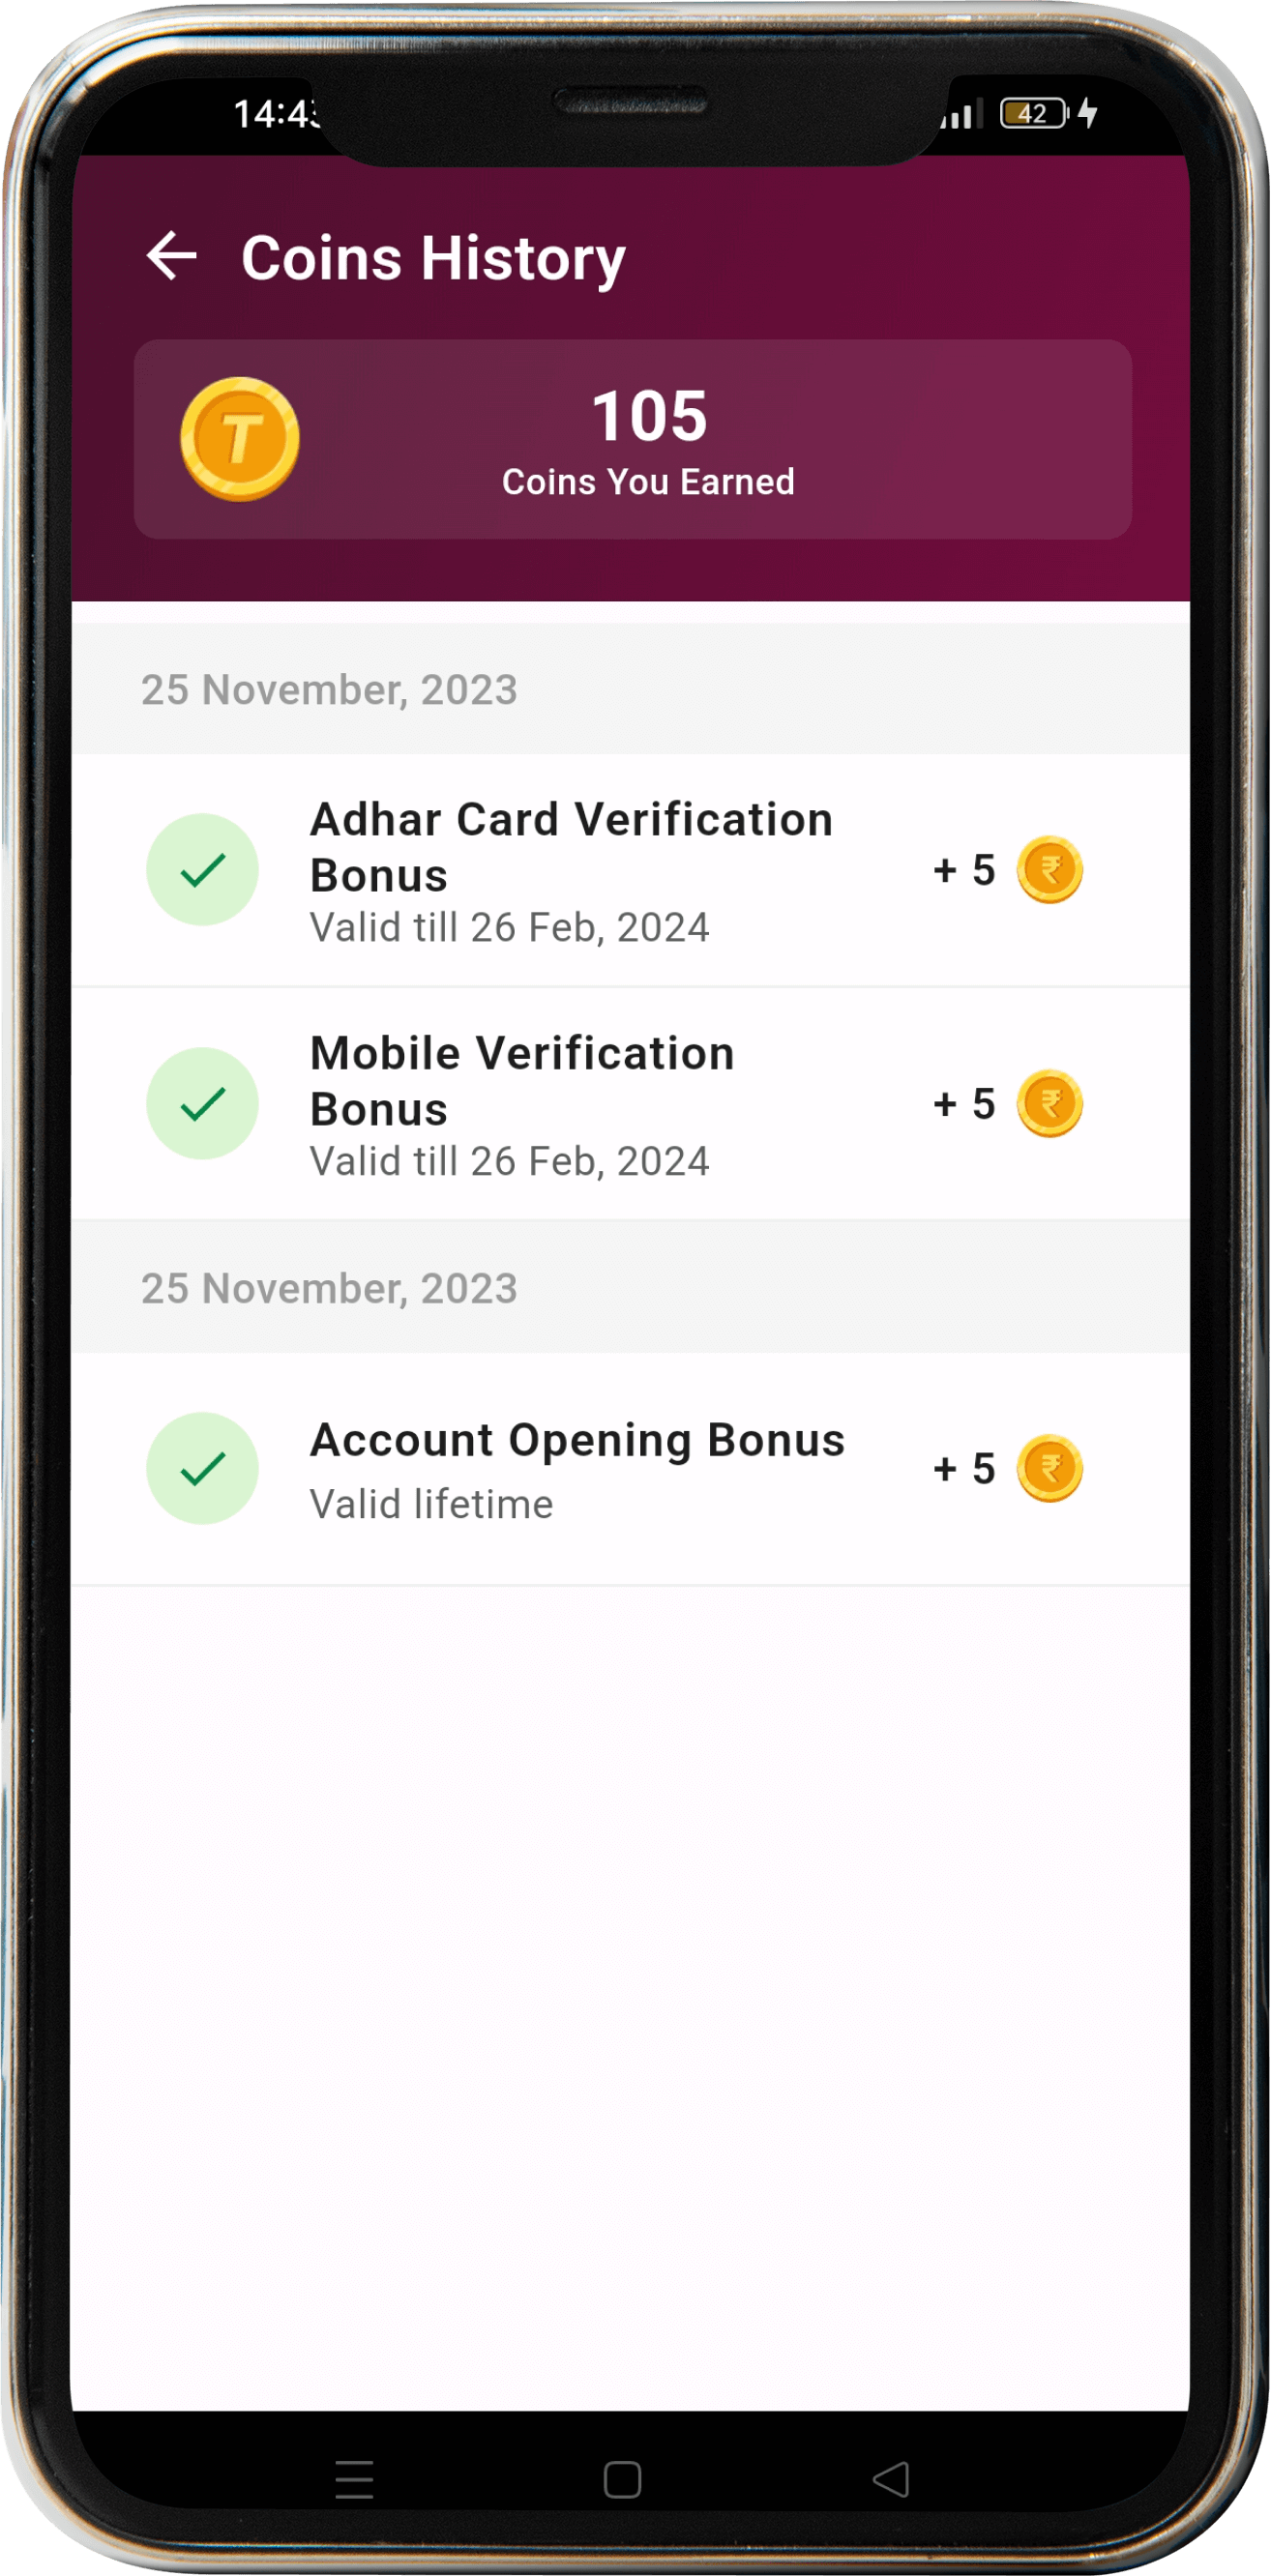 14:43
42
Coins History
T
105
Coins You Earned
25 November, 2023
Adhar Card Verification
Bonus
Valid till 26 Feb, 2024
+ 5 ₹
Mobile Verification
Bonus
Valid till 26 Feb, 2024
+ 5 ₹
25 November, 2023
Account Opening Bonus
Valid lifetime
+ 5 ₹